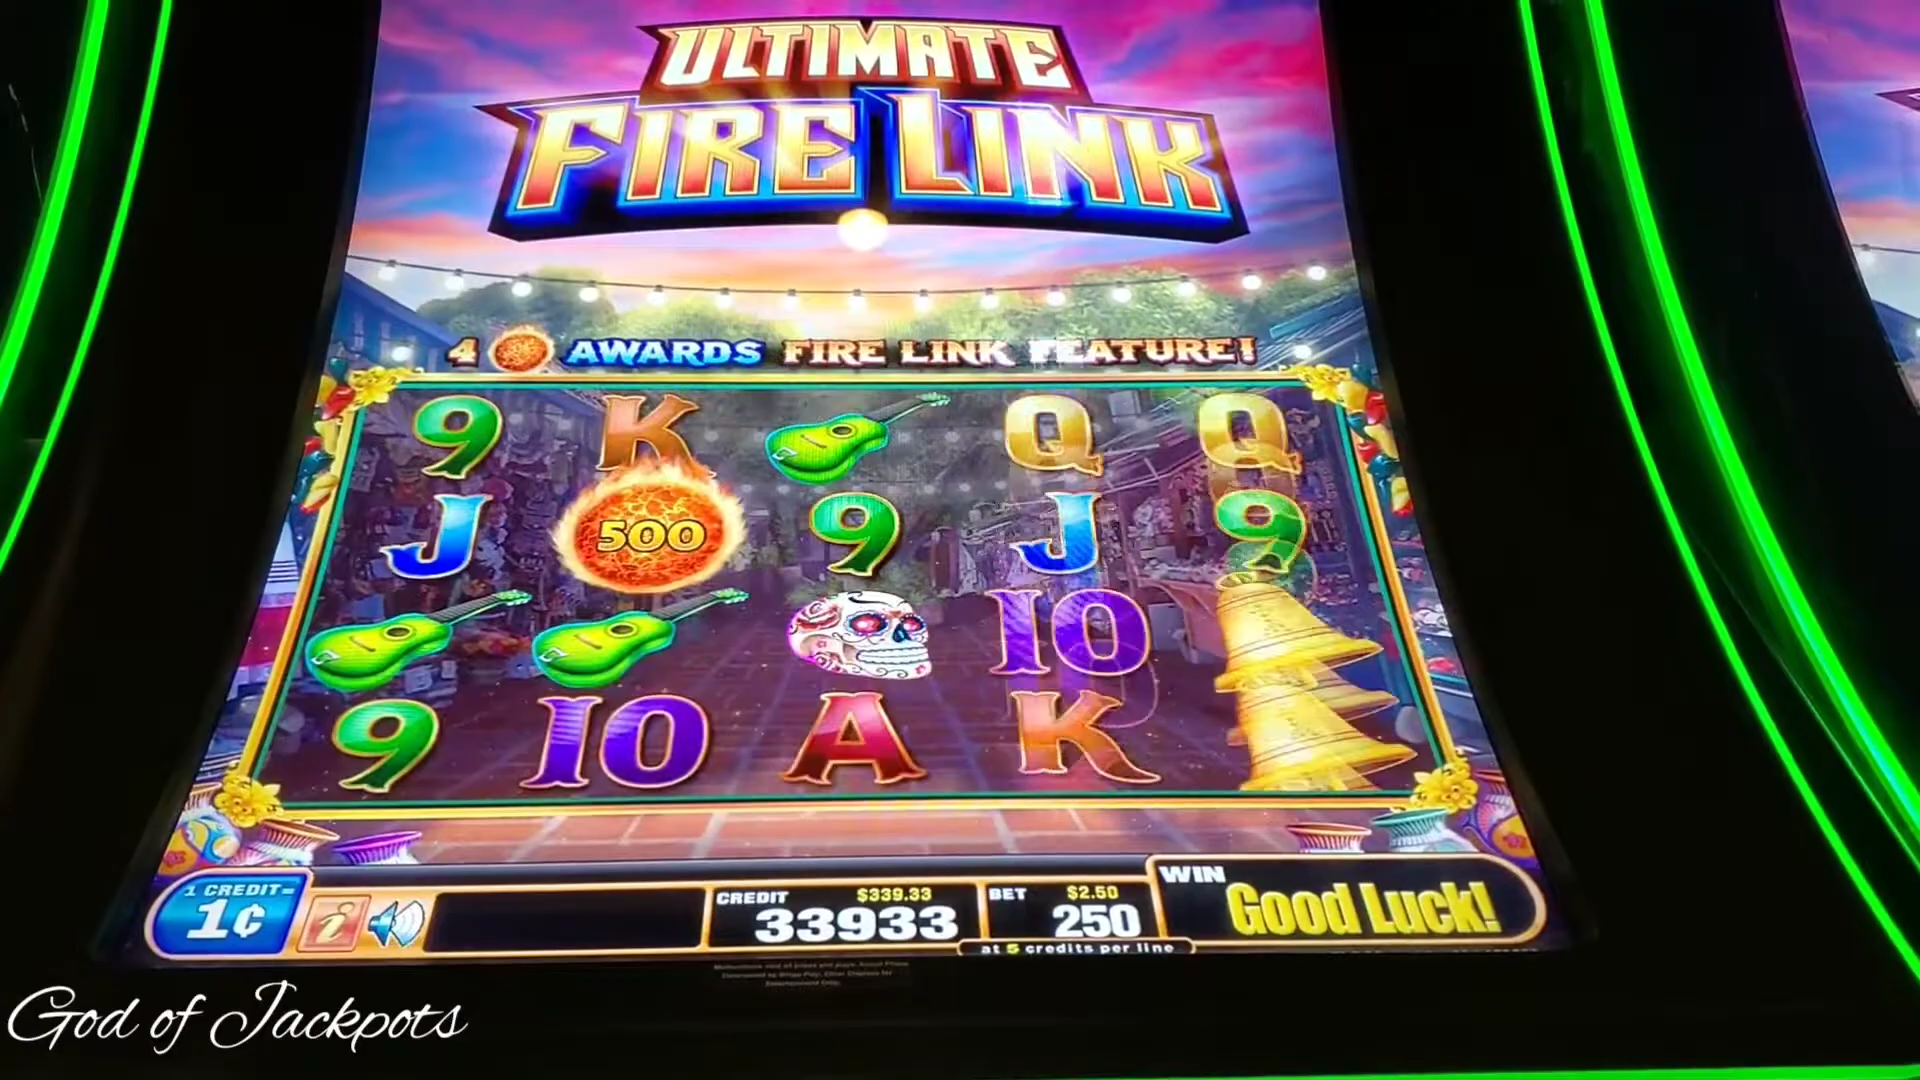 ULTIMATE
FIRE LINK
4 AWARDS FIRE LINK FEATURE!
9 K Q Q
J 500 9 J 9
10
9 10 A K
1 CREDIT=
1¢
i
CREDIT $339.33
33933
BET $2.50
250
at 5 credits per line
WIN
Good Luck!
God of Jackpots